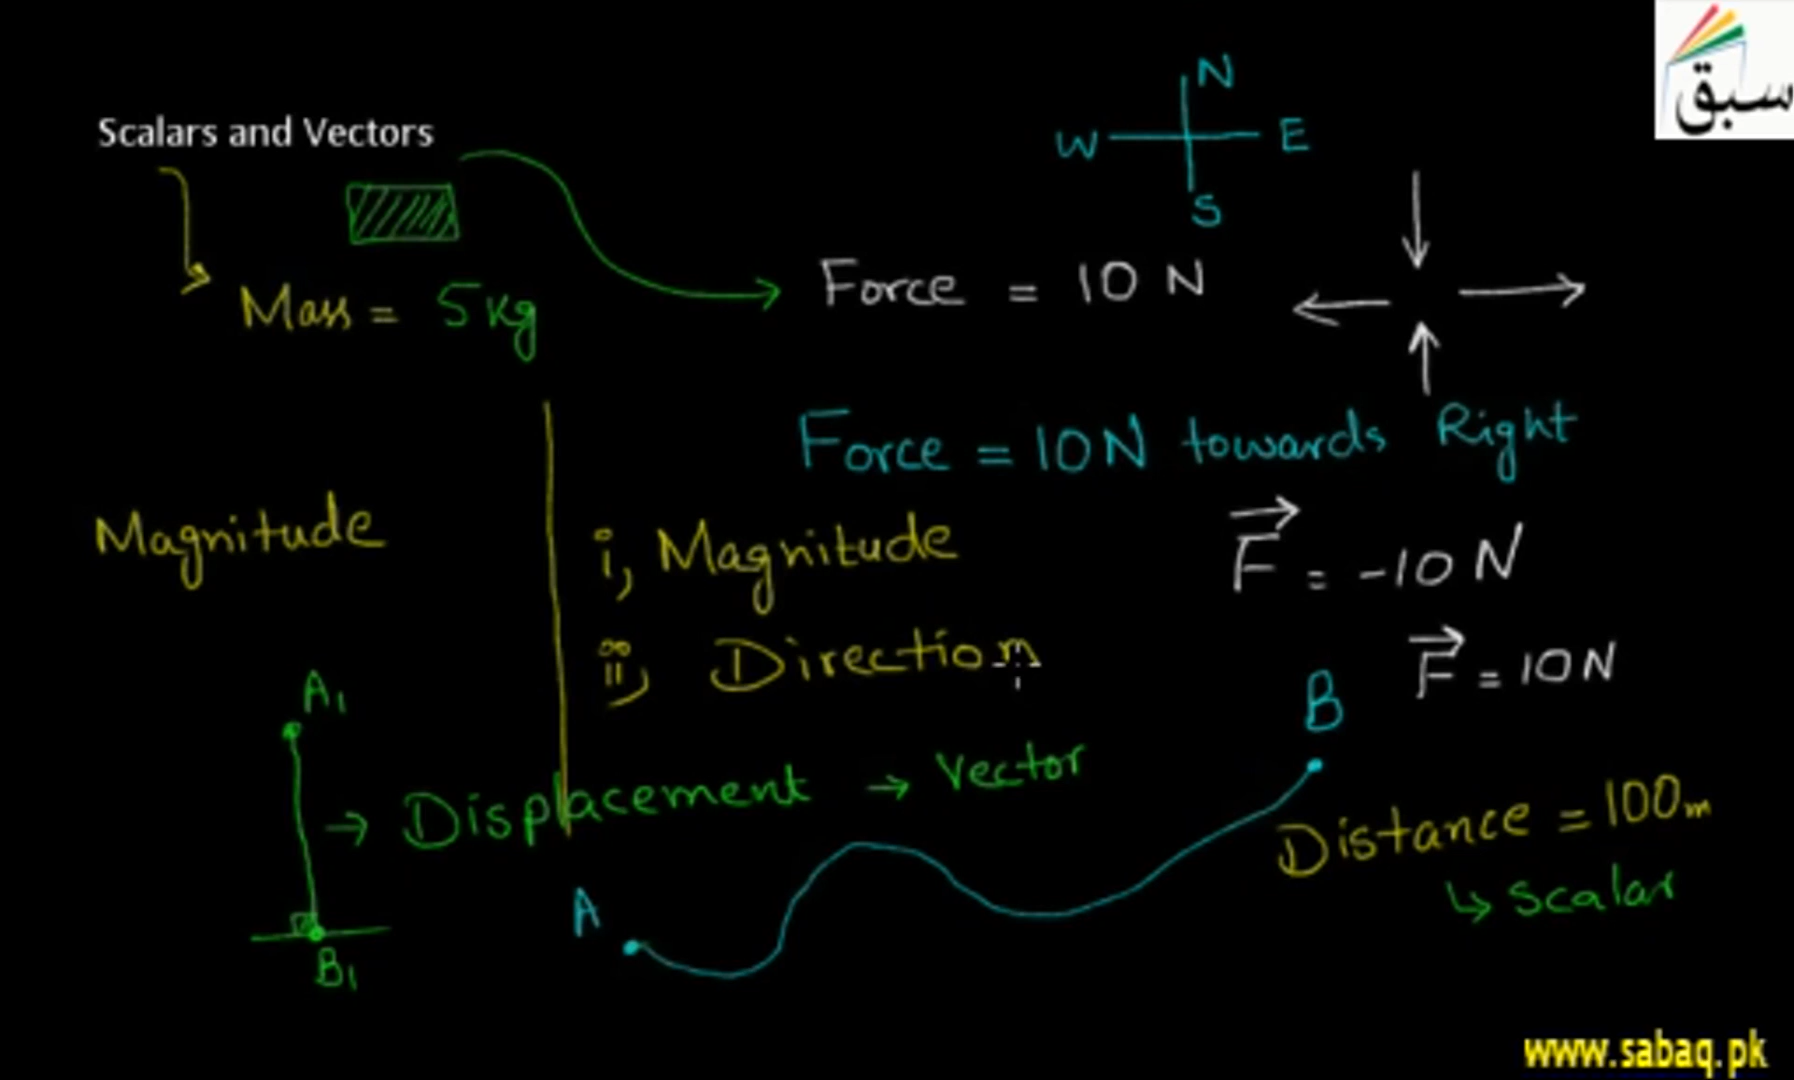 سبق
N
W E
S
Scalars and Vectors
Mass = 5kg
Force = 10 N
Force = 10N towards Right
Magnitude
i, Magnitude
ii, Direction
F = -10 N
F = 10N
A1
B
Displacement → Vector
Distance = 100m
↳ scalar
A
B1
www.sabaq.pk